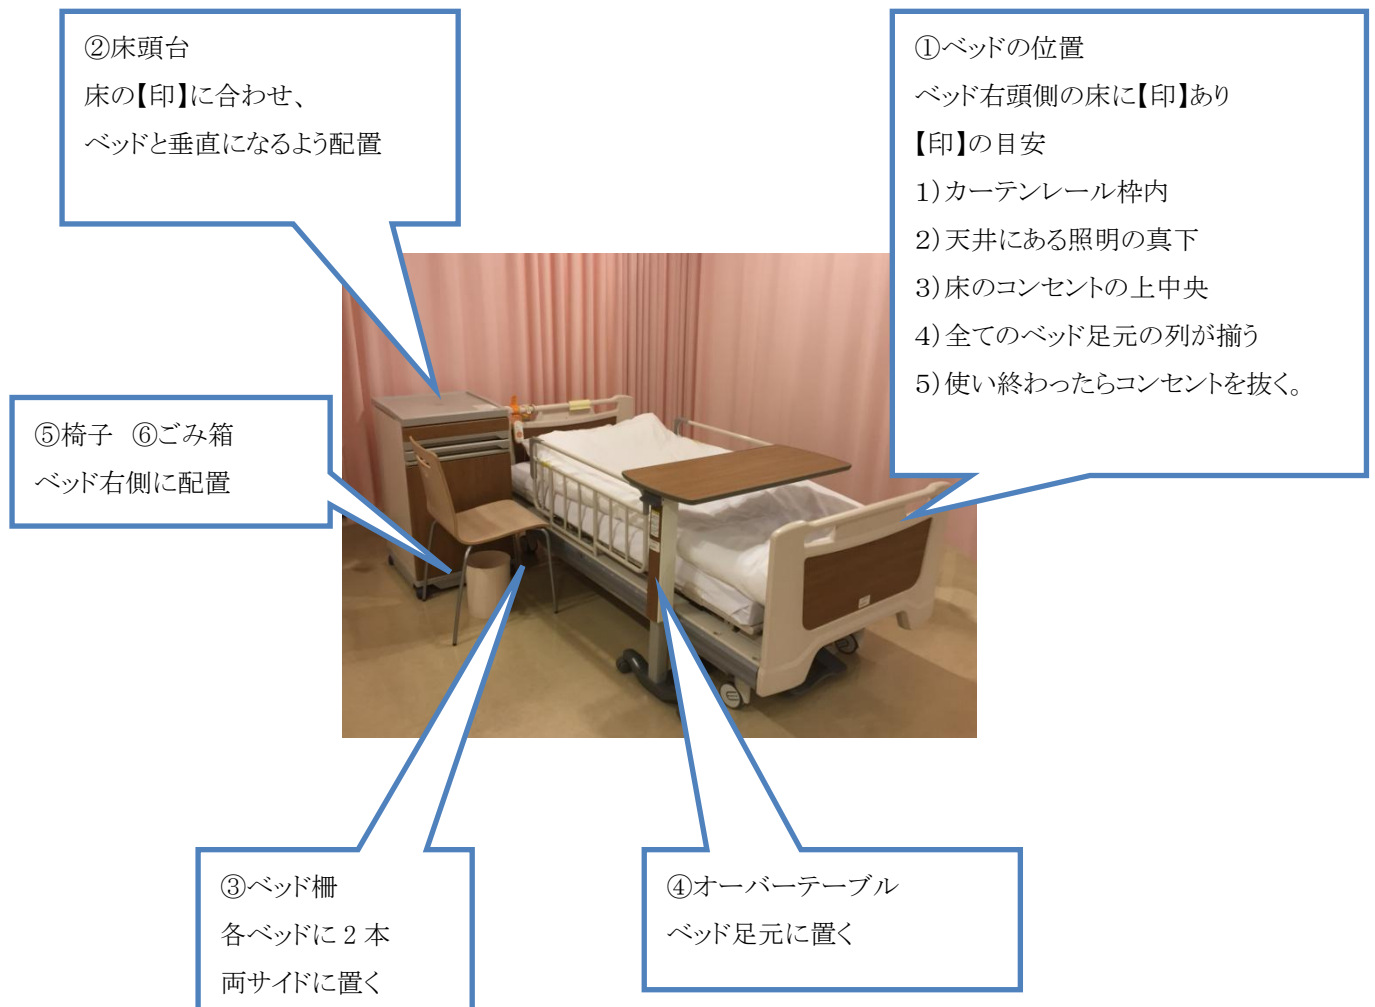 ①ベッドの位置
ベッド右頭側の床に【印】あり
【印】の目安
1)カーテンレール枠内
2)天井にある照明の真下
3)床のコンセントの上中央
4)全てのベッド足元の列が揃う
5)使い終わったらコンセントを抜く。
②床頭台
床の【印】に合わせ、
ベッドと垂直になるよう配置
③ベッド柵
各ベッドに 2 本
両サイドに置く
④オーバーテーブル
ベッド足元に置く
⑤椅子　⑥ごみ箱
ベッド右側に配置